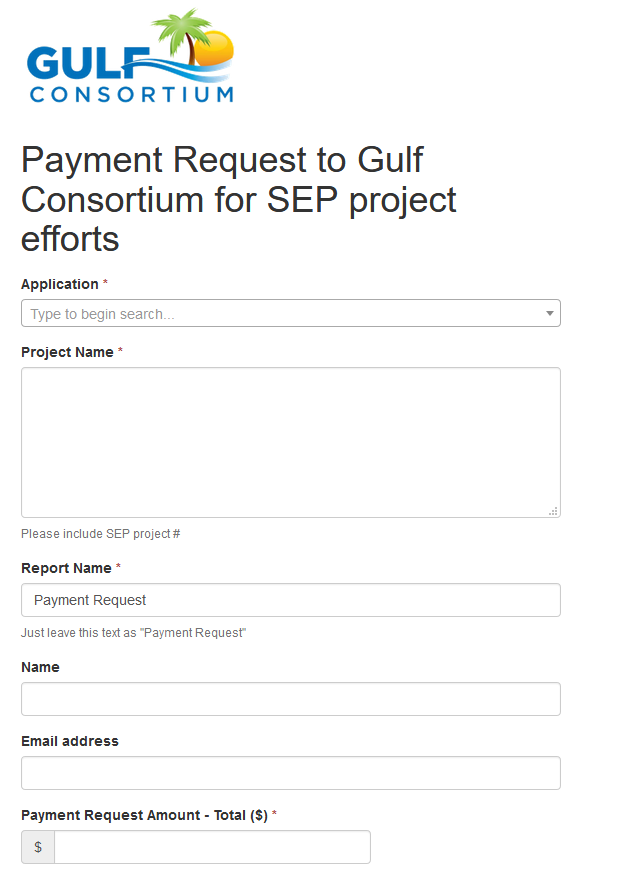 GULF
CONSORTIUM
Payment Request to Gulf
Consortium for SEP project
efforts
Application *
Type to begin search...
Project Name *
Please include SEP project #
Report Name *
Payment Request
Just leave this text as "Payment Request"
Name
Email address
Payment Request Amount - Total ($) *
$